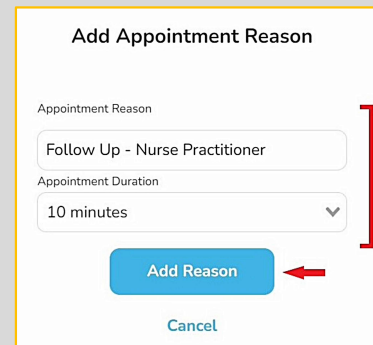 Add Appointment Reason
Appointment Reason
Follow Up - Nurse Practitioner
Appointment Duration
10 minutes
Add Reason
Cancel